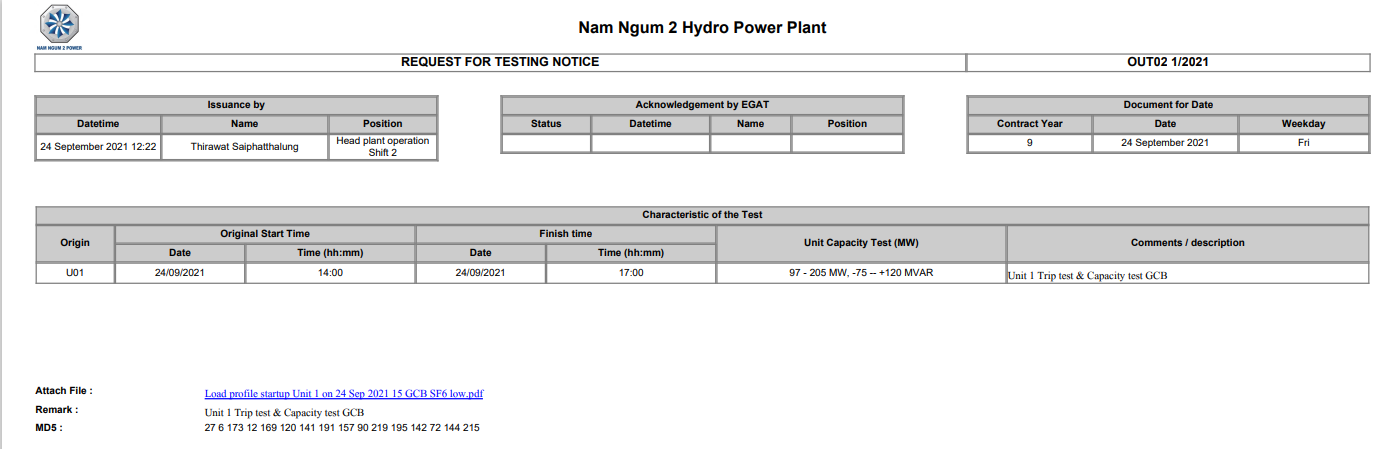 NAM NGUM 2 POWER
Nam Ngum 2 Hydro Power Plant
REQUEST FOR TESTING NOTICE
OUT02 1/2021
Issuance by
Datetime Name Position
24 September 2021 12:22 Thirawat Saiphatthalung Head plant operation
Shift 2
Acknowledgement by EGAT
Status Datetime Name Position
Document for Date
Contract Year Date Weekday
9 24 September 2021 Fri
Characteristic of the Test
Origin Original Start Time Finish time Unit Capacity Test (MW) Comments / description
Date Time (hh:mm) Date Time (hh:mm)
U01 24/09/2021 14:00 24/09/2021 17:00 97 - 205 MW, -75 -- +120 MVAR Unit 1 Trip test & Capacity test GCB
Attach File : Load profile startup Unit 1 on 24 Sep 2021 15 GCB SF6 low.pdf
Remark : Unit 1 Trip test & Capacity test GCB
MD5 : 27 6 173 12 169 120 141 191 157 90 219 195 142 72 144 215